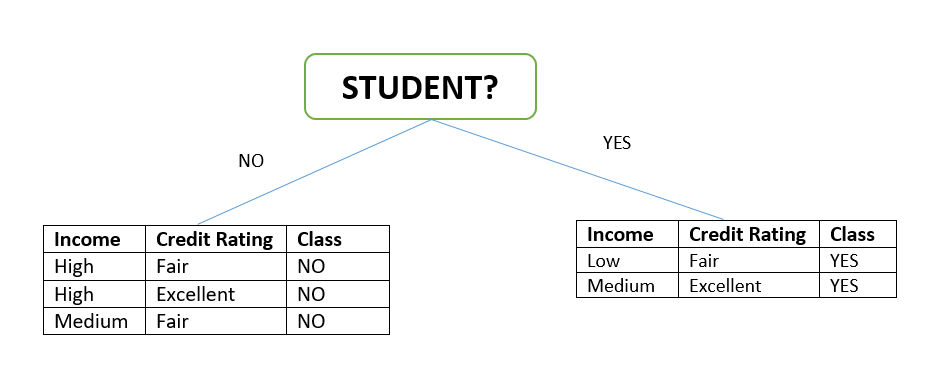 STUDENT?
NO
YES
Income Credit Rating Class
High Fair NO
High Excellent NO
Medium Fair NO
Income Credit Rating Class
Low Fair YES
Medium Excellent YES